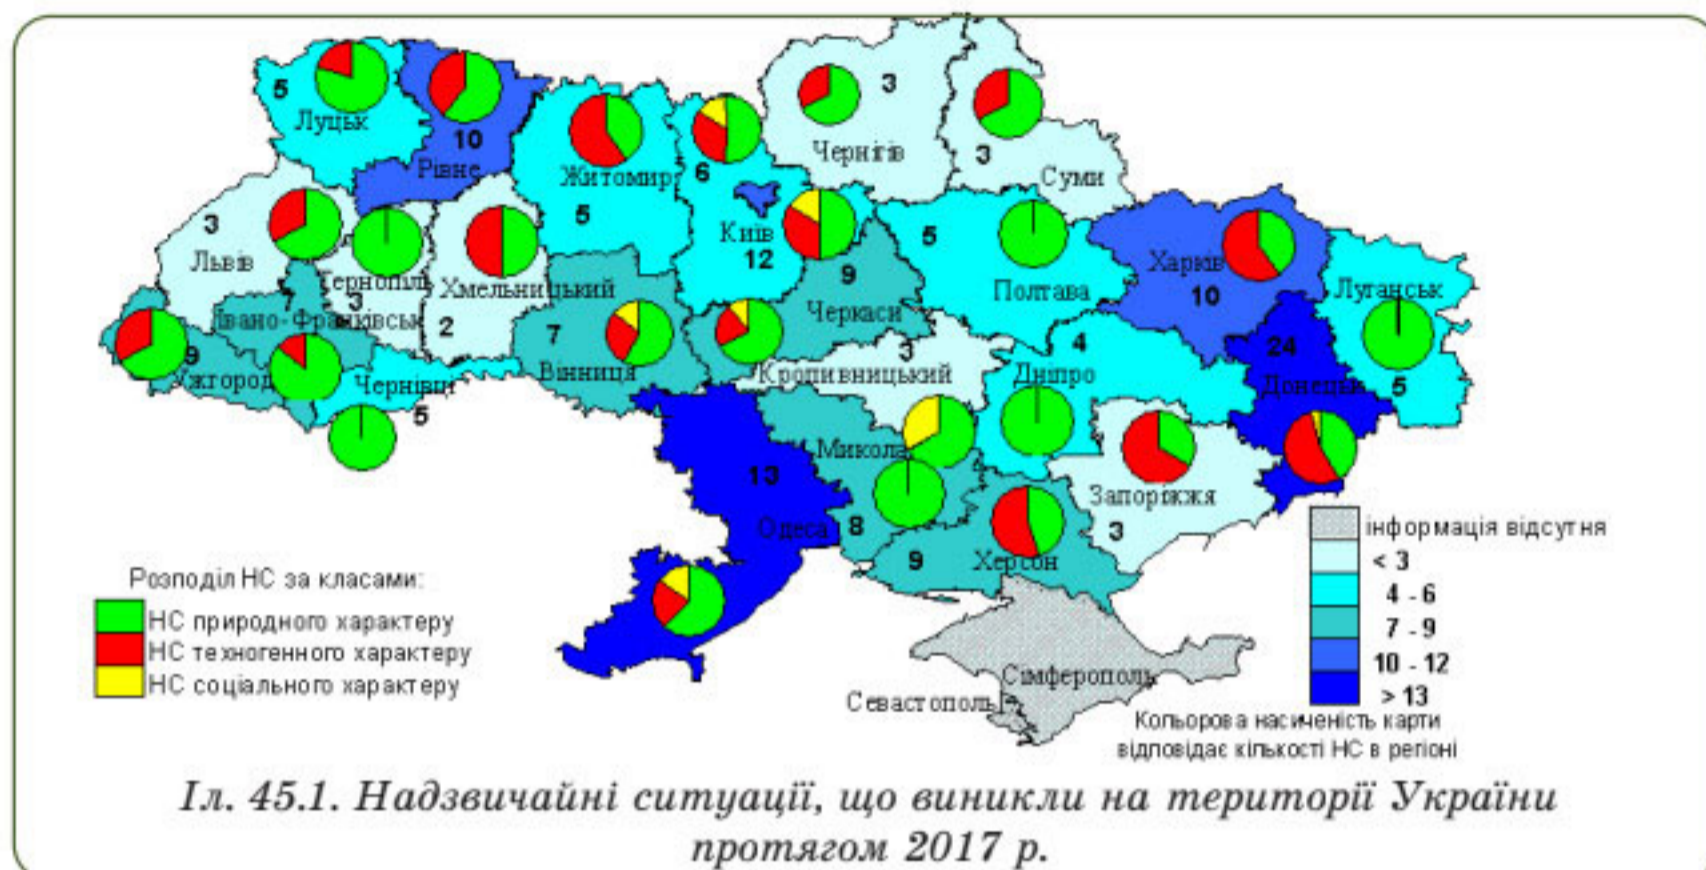 5
Луцьк
10
Рівне
Житомир
5
6
Київ
12
3
Чернігів
3
Суми
3
Львів
Тернопіль
3
Хмельницький
2
7
Івано-Франківськ
9
Ужгород
Чернівці
5
7
Вінниця
9
Черкаси
5
Полтава
Харків
10
Луганськ
5
3
Кропивницький
4
Дніпро
24
Донецьк
13
Одеса
Микола
8
9
Херсон
Запоріжжя
3
Сімферополь
Севастополь
Розподіл НС за класами:
НС природного характеру
НС техногенного характеру
НС соціального характеру
інформація відсутня
< 3
4 - 6
7 - 9
10 - 12
> 13
Кольорова насиченість карти
відповідає кількості НС в регіоні
Іл. 45.1. Надзвичайні ситуації, що виникли на території України
протягом 2017 р.